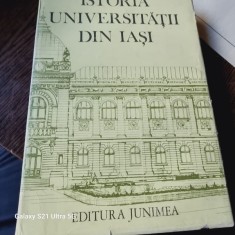 ISTORIA
UNIVERSITĂȚII
DIN IAȘI
EDITURA JUNIMEA
Galaxy S21 Ultra 5G